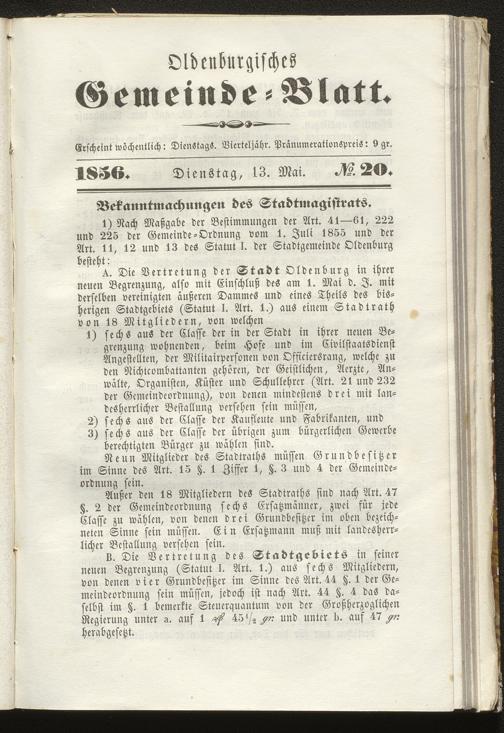 Oldenburgisches
Gemeinde=Blatt.
Erscheint wöchentlich: Dienstags. Vierteljähr. Pränumerationspreis: 9 gr.
1856. Dienstag, 13. Mai. №. 20.
Bekanntmachungen des Stadtmagistrats.
1) Nach Maßgabe der Bestimmungen der Art. 41—61, 222
und 225 der Gemeinde=Ordnung vom 1. Juli 1855 und der
Art. 11, 12 und 13 des Statut I. der Stadtgemeinde Oldenburg
besteht:
A. Die Vertretung der Stadt Oldenburg in ihrer
neuen Begrenzung, also mit Einschluß des am 1. Mai d. J. mit
derselben vereinigten äußeren Dammes und eines Theils des bis=
herigen Stadtgebiets (Statut I. Art. 1.) aus einem Stadtrath
von 18 Mitgliedern, von welchen
1) sechs aus der Classe der in der Stadt in ihrer neuen Be=
grenzung wohnenden, beim Hofe und im Civilstaatsdienst
Angestellten, der Militairpersonen von Officiersrang, welche zu
den Nichtcombattanten gehören, der Geistlichen, Aerzte, An=
wälte, Organisten, Küster und Schullehrer (Art. 21 und 232
der Gemeindeordnung), von denen mindestens drei mit lan=
desherrlicher Bestallung versehen sein müssen,
2) sechs aus der Classe der Kaufleute und Fabrikanten, und
3) sechs aus der Classe der übrigen zum bürgerlichen Gewerbe
berechtigten Bürger zu wählen sind.
Neun Mitglieder des Stadtraths müssen Grundbesitzer
im Sinne des Art. 15 §. 1 Ziffer 1, §. 3 und 4 der Gemeinde=
ordnung sein.
Außer den 18 Mitgliedern des Stadtraths sind nach Art. 47
§. 2 der Gemeindeordnung sechs Ersatzmänner, zwei für jede
Classe zu wählen, von denen drei Grundbesitzer im oben bezeich=
neten Sinne sein müssen. Ein Ersatzmann muß mit landesherr=
licher Bestallung versehen sein.
B. Die Vertretung des Stadtgebiets in seiner
neuen Begrenzung (Statut I. Art. 1.) aus sechs Mitgliedern,
von denen vier Grundbesitzer im Sinne des Art. 44 §. 1 der Ge=
meindeordnung sein müssen, jedoch ist nach Art. 44 §. 4 das da=
selbst im §. 1 bemerkte Steuerquantum von der Großherzoglichen
Regierung unter a. auf 1 ₰ 45 1/2 gr. und unter b. auf 47 gr.
herabgesetzt.